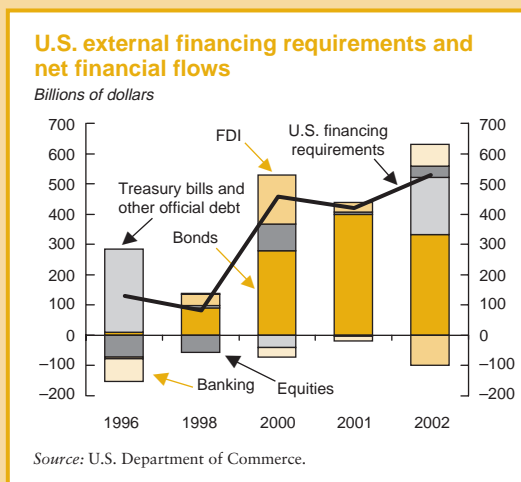 U.S. external financing requirements and
net financial flows
Billions of dollars
700
600
500
400
300
200
100
0
–100
–200
700
600
500
400
300
200
100
0
–100
–200
FDI
U.S. financing
requirements
Treasury bills and
other official debt
Bonds
Banking
Equities
1996 1998 2000 2001 2002
Source: U.S. Department of Commerce.